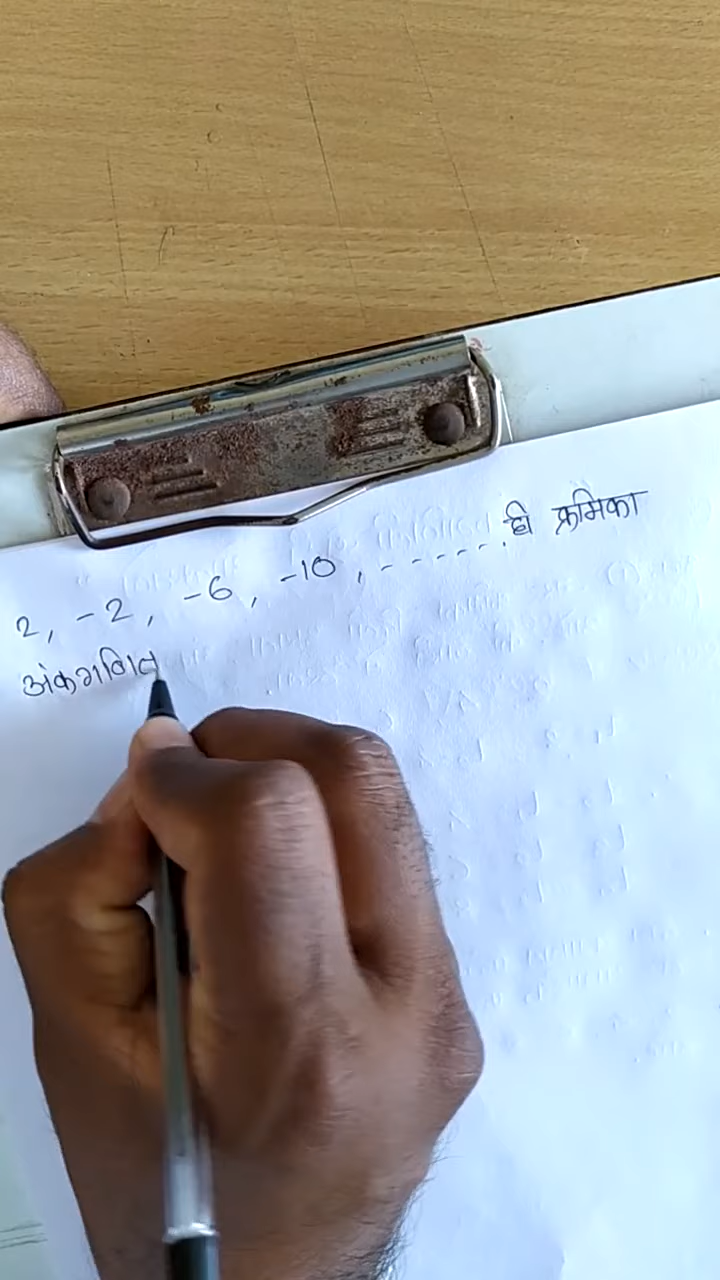 2, -2, -6, -10, ------. ही क्रमिका
अंकगणित